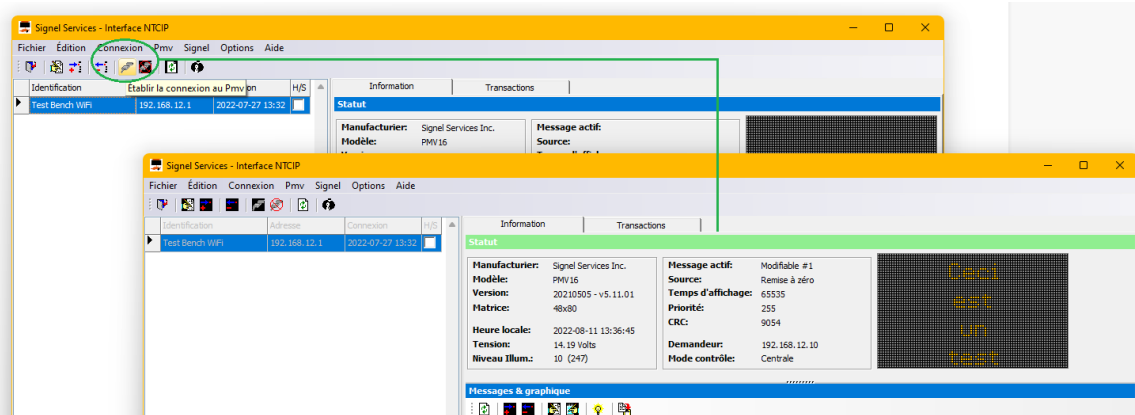 Signel Services - Interface NTCIP
Fichier Édition Connexion Pmv Signel Options Aide
Identification Etablir la connexion au Pmv on H/S
Information Transactions
Test Bench WiFi 192.168.12.1 2022-07-27 13:32
Statut
Manufacturier: Signel Services Inc. Message actif:
Modèle: PMV16 Source:
Signel Services - Interface NTCIP
Fichier Édition Connexion Pmv Signel Options Aide
Identification Adresse Connexion H/S
Information Transactions
Test Bench WiFi 192.168.12.1 2022-07-27 13:32
Statut
Manufacturier: Signel Services Inc. Message actif: Modifiable #1
Modèle: PMV16 Source: Remise à zéro
Version: 20210505 - v5.11.01 Temps d'affichage: 65535
Matrice: 48x80 Priorité: 255
CRC: 9054
Heure locale: 2022-08-11 13:36:45
Tension: 14.19 Volts Demandeur: 192.168.12.10
Niveau Illum.: 10 (247) Mode contrôle: Centrale
Ceci
est
un
test
Messages & graphique